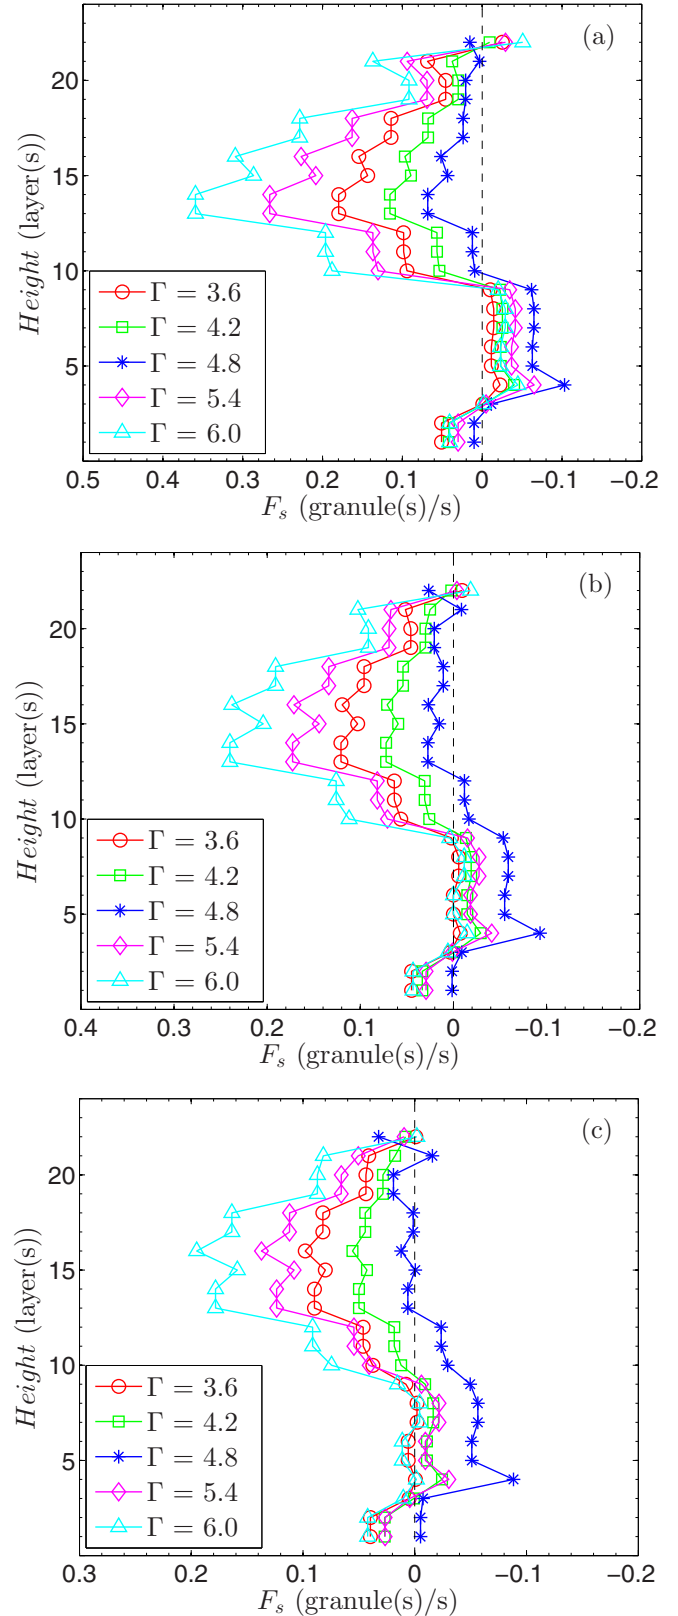 (a)
20
15
10
5
0
Height (layer(s))
Γ = 3.6
Γ = 4.2
Γ = 4.8
Γ = 5.4
Γ = 6.0
0.5 0.4 0.3 0.2 0.1 0 −0.1 −0.2
F_s (granule(s)/s)
(b)
20
15
10
5
0
Height (layer(s))
Γ = 3.6
Γ = 4.2
Γ = 4.8
Γ = 5.4
Γ = 6.0
0.4 0.3 0.2 0.1 0 −0.1 −0.2
F_s (granule(s)/s)
(c)
20
15
10
5
0
Height (layer(s))
Γ = 3.6
Γ = 4.2
Γ = 4.8
Γ = 5.4
Γ = 6.0
0.3 0.2 0.1 0 −0.1 −0.2
F_s (granule(s)/s)